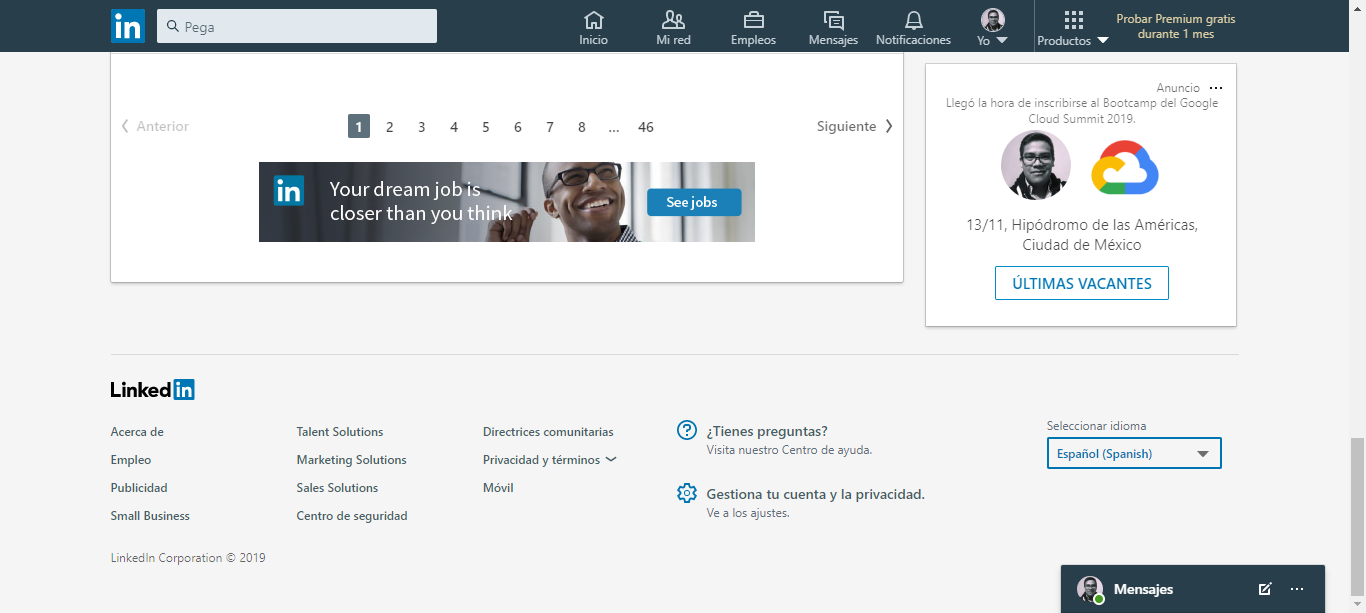 in
Pega
Inicio
Mi red
Empleos
Mensajes
Notificaciones
Yo
Productos
Probar Premium gratis
durante 1 mes
Anterior
1 2 3 4 5 6 7 8 ... 46
Siguiente
in
Your dream job is
closer than you think
See jobs
Anuncio ...
Llegó la hora de inscribirse al Bootcamp del Google
Cloud Summit 2019.
13/11, Hipódromo de las Américas,
Ciudad de México
ÚLTIMAS VACANTES
Linkedin
Acerca de
Empleo
Publicidad
Small Business
Talent Solutions
Marketing Solutions
Sales Solutions
Centro de seguridad
Directrices comunitarias
Privacidad y términos
Móvil
¿Tienes preguntas?
Visita nuestro Centro de ayuda.
Gestiona tu cuenta y la privacidad.
Ve a los ajustes.
Seleccionar idioma
Español (Spanish)
LinkedIn Corporation © 2019
Mensajes